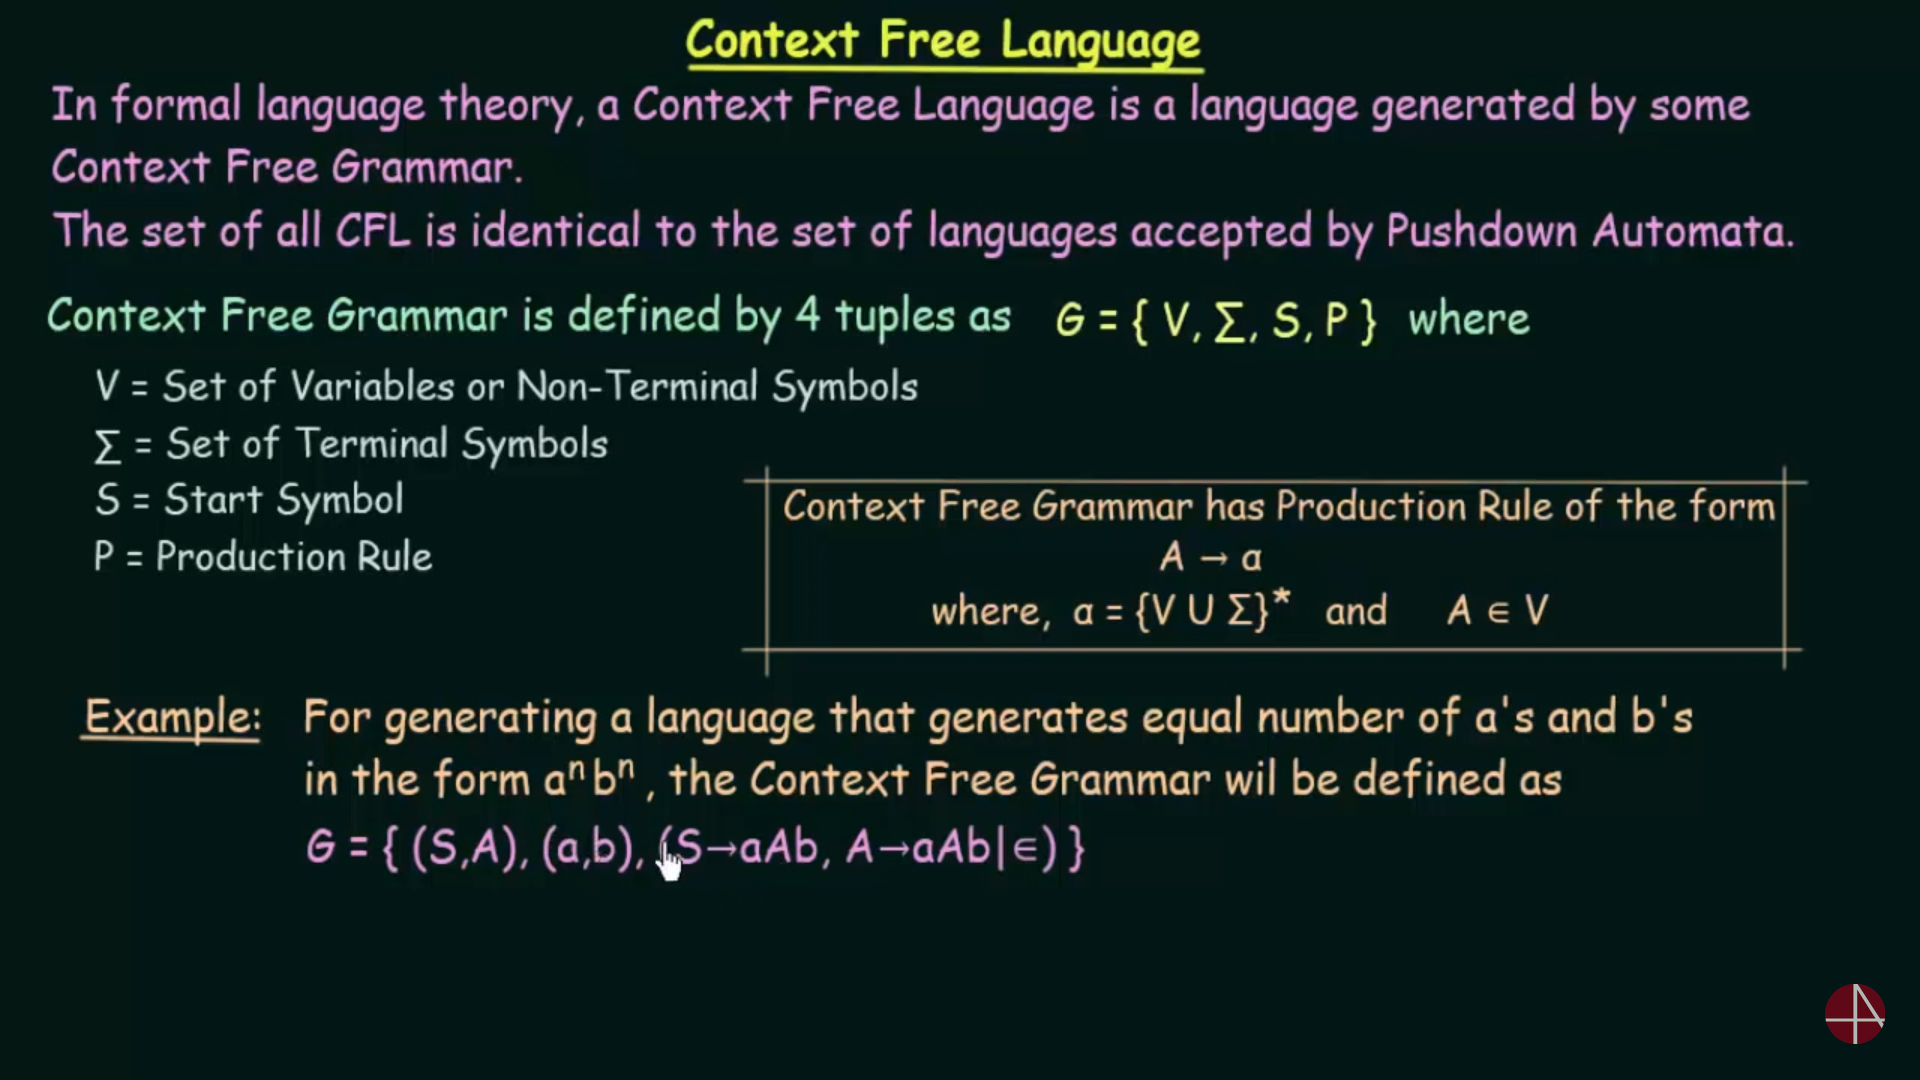 Context Free Language
In formal language theory, a Context Free Language is a language generated by some
Context Free Grammar.
The set of all CFL is identical to the set of languages accepted by Pushdown Automata.
Context Free Grammar is defined by 4 tuples as G = { V, Σ, S, P } where
V = Set of Variables or Non-Terminal Symbols
Σ = Set of Terminal Symbols
S = Start Symbol
P = Production Rule
Context Free Grammar has Production Rule of the form
A → a
where, a = {V ∪ Σ}* and A ∈ V
Example: For generating a language that generates equal number of a's and b's
in the form aⁿ bⁿ , the Context Free Grammar wil be defined as
G = { (S,A), (a,b), (S→aAb, A→aAb|∈) }